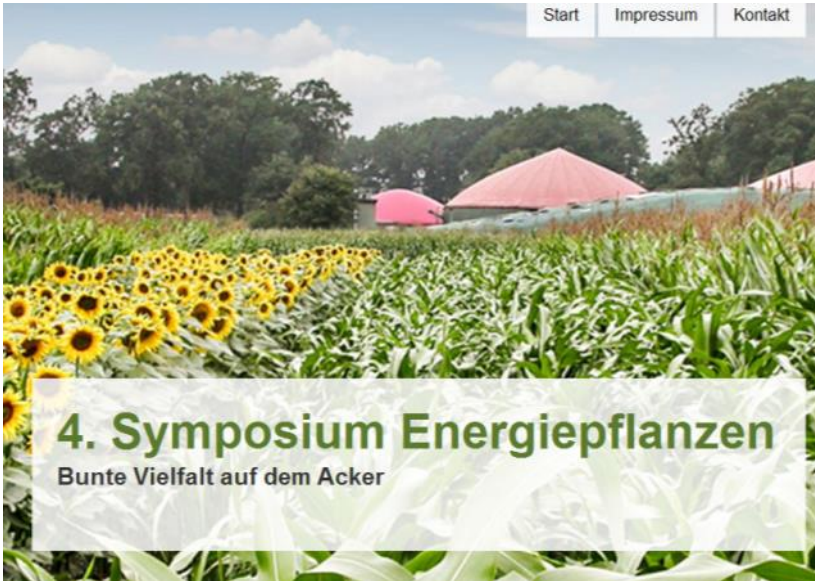 Start Impressum Kontakt
4. Symposium Energiepflanzen
Bunte Vielfalt auf dem Acker